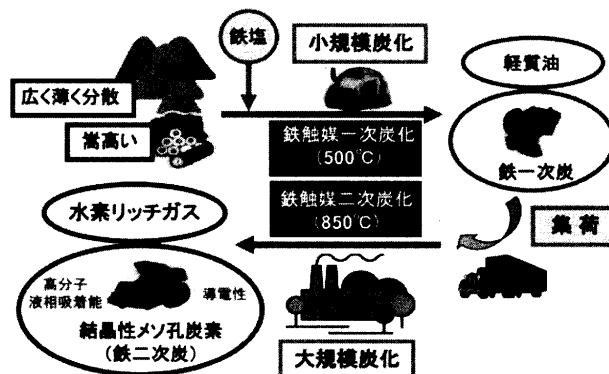 鉄塩
小規模炭化
軽質油
広く薄く分散
嵩高い
鉄触媒一次炭化
(500℃)
鉄一次炭
鉄触媒二次炭化
(850℃)
水素リッチガス
集荷
高分子
液相吸着能
導電性
結晶性メソ孔炭素
(鉄二次炭)
大規模炭化